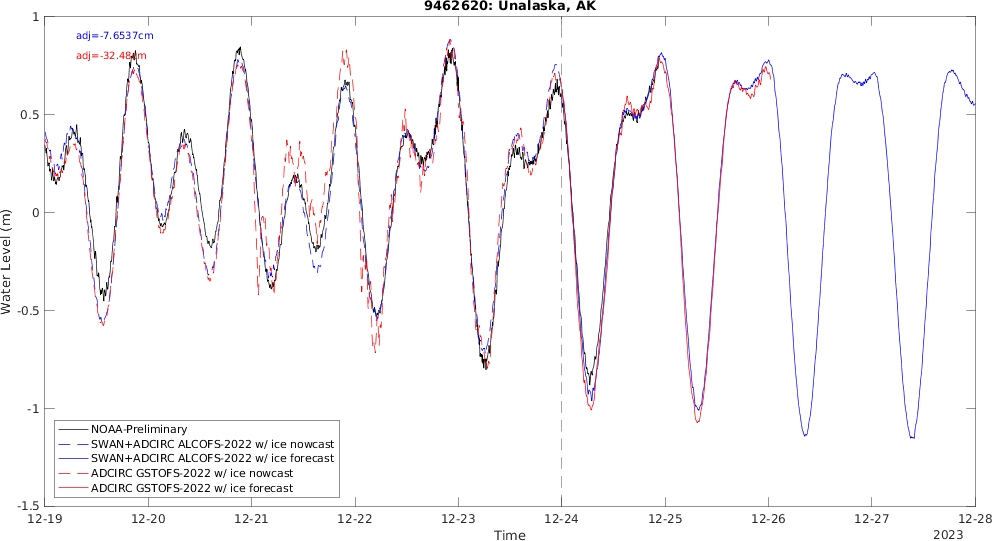 9462620: Unalaska, AK
adj=-7.6537cm
adj=-32.48
1
0.5
0
-0.5
-1
-1.5
Water Level (m)
NOAA-Preliminary
SWAN+ADCIRC ALCOFS-2022 w/ ice nowcast
SWAN+ADCIRC ALCOFS-2022 w/ ice forecast
ADCIRC GSTOFS-2022 w/ ice nowcast
ADCIRC GSTOFS-2022 w/ ice forecast
12-19 12-20 12-21 12-22 12-23 12-24 12-25 12-26 12-27 12-28
Time
2023